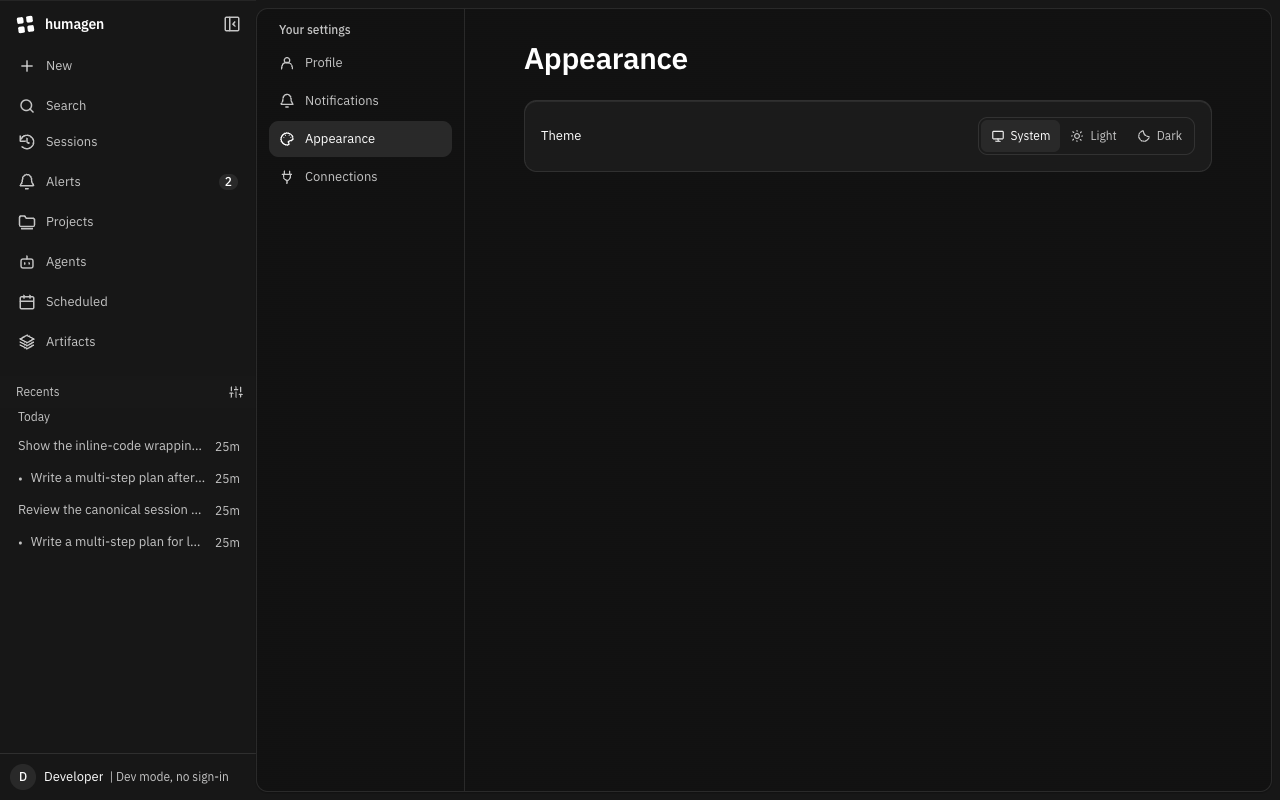 humagen
New
Search
Sessions
Alerts 2
Projects
Agents
Scheduled
Artifacts
Recents
Today
Show the inline-code wrappin... 25m
• Write a multi-step plan after... 25m
Review the canonical session ... 25m
• Write a multi-step plan for l... 25m
D Developer | Dev mode, no sign-in
Your settings
Profile
Notifications
Appearance
Connections
Appearance
Theme System Light Dark